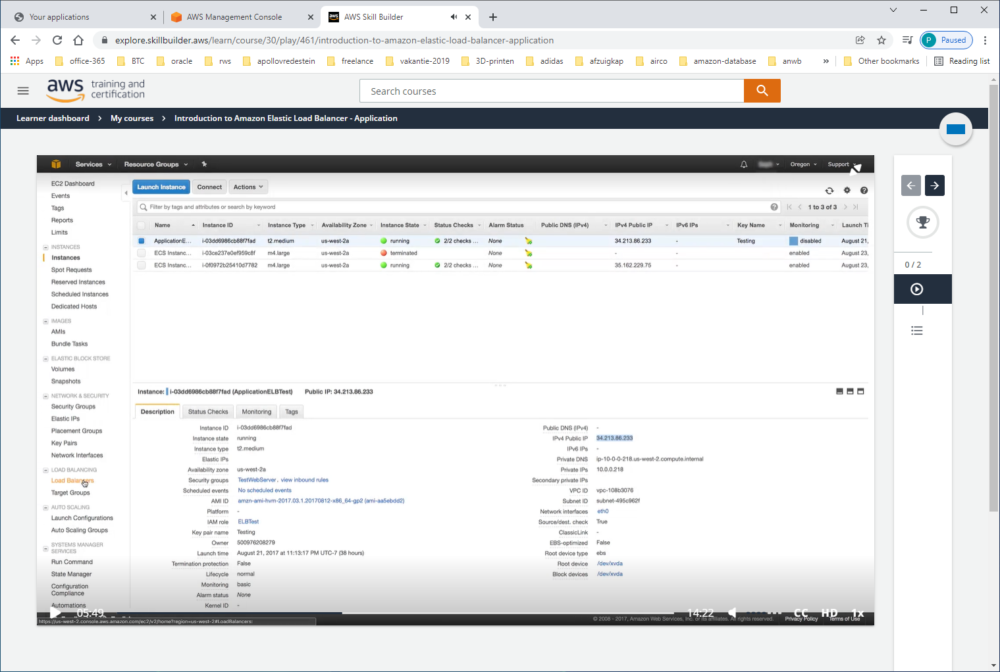 Your applications
AWS Management Console
AWS Skill Builder
explore.skillbuilder.aws/learn/course/30/play/461/introduction-to-amazon-elastic-load-balancer-application
P Paused
Apps office-365 BTC oracle rws apollovredestein freelance vakantie-2019 3D-printen adidas afzuigkap airco amazon-database anwb » Other bookmarks Reading list
aws training and
certification
Search courses
Learner dashboard > My courses > Introduction to Amazon Elastic Load Balancer - Application
Services Resource Groups Oregon Support
EC2 Dashboard
Events
Tags
Reports
Limits
INSTANCES
Instances
Spot Requests
Reserved Instances
Scheduled Instances
Dedicated Hosts
IMAGES
AMIs
Bundle Tasks
ELASTIC BLOCK STORE
Volumes
Snapshots
NETWORK & SECURITY
Security Groups
Elastic IPs
Placement Groups
Key Pairs
Network Interfaces
LOAD BALANCING
Load Balancers
Target Groups
AUTO SCALING
Launch Configurations
Auto Scaling Groups
SYSTEMS MANAGER
SERVICES
Run Command
State Manager
Configuration
Compliance
Automations
Launch Instance Connect Actions
Filter by tags and attributes or search by keyword
1 to 3 of 3
Name Instance ID Instance Type Availability Zone Instance State Status Checks Alarm Status Public DNS (IPv4) IPv4 Public IP IPv6 IPs Key Name Monitoring Launch Ti
ApplicationE... i-03dd6986cb88f7fad t2.medium us-west-2a running 2/2 checks ... None 34.213.86.233 - Testing disabled August 21,
ECS Instanc... i-03ce237e0ef959c8f m4.large us-west-2a terminated None - - enabled August 23,
ECS Instanc... i-0f0972b25410d7782 m4.large us-west-2a running 2/2 checks ... None 35.162.229.75 - enabled August 23,
Instance: i-03dd6986cb88f7fad (ApplicationELBTest) Public IP: 34.213.86.233
Description Status Checks Monitoring Tags
Instance ID i-03dd6986cb88f7fad
Instance state running
Instance type t2.medium
Elastic IPs
Availability zone us-west-2a
Security groups TestWebServer, view inbound rules
Scheduled events No scheduled events
AMI ID amzn-ami-hvm-2017.03.1.20170812-x86_64-gp2 (ami-aa5ebdd2)
Platform -
IAM role ELBTest
Key pair name Testing
Owner 500976208279
Launch time August 21, 2017 at 11:13:17 PM UTC-7 (38 hours)
Termination protection False
Lifecycle normal
Monitoring basic
Alarm status None
Kernel ID -
Public DNS (IPv4) -
IPv4 Public IP 34.213.86.233
IPv6 IPs -
Private DNS ip-10-0-0-218.us-west-2.compute.internal
Private IPs 10.0.0.218
Secondary private IPs
VPC ID vpc-108b3076
Subnet ID subnet-495c962f
Network interfaces eth0
Source/dest. check True
ClassicLink -
EBS-optimized False
Root device type ebs
Root device /dev/xvda
Block devices /dev/xvda
05:49
14:22
CC HD 1x
https://us-west-2.console.aws.amazon.com/ec2/v2/home?region=us-west-2#LoadBalancers:
© 2008 - 2017, Amazon Web Services, Inc. or its affiliates. All rights reserved. Privacy Policy Terms of Use
0 / 2